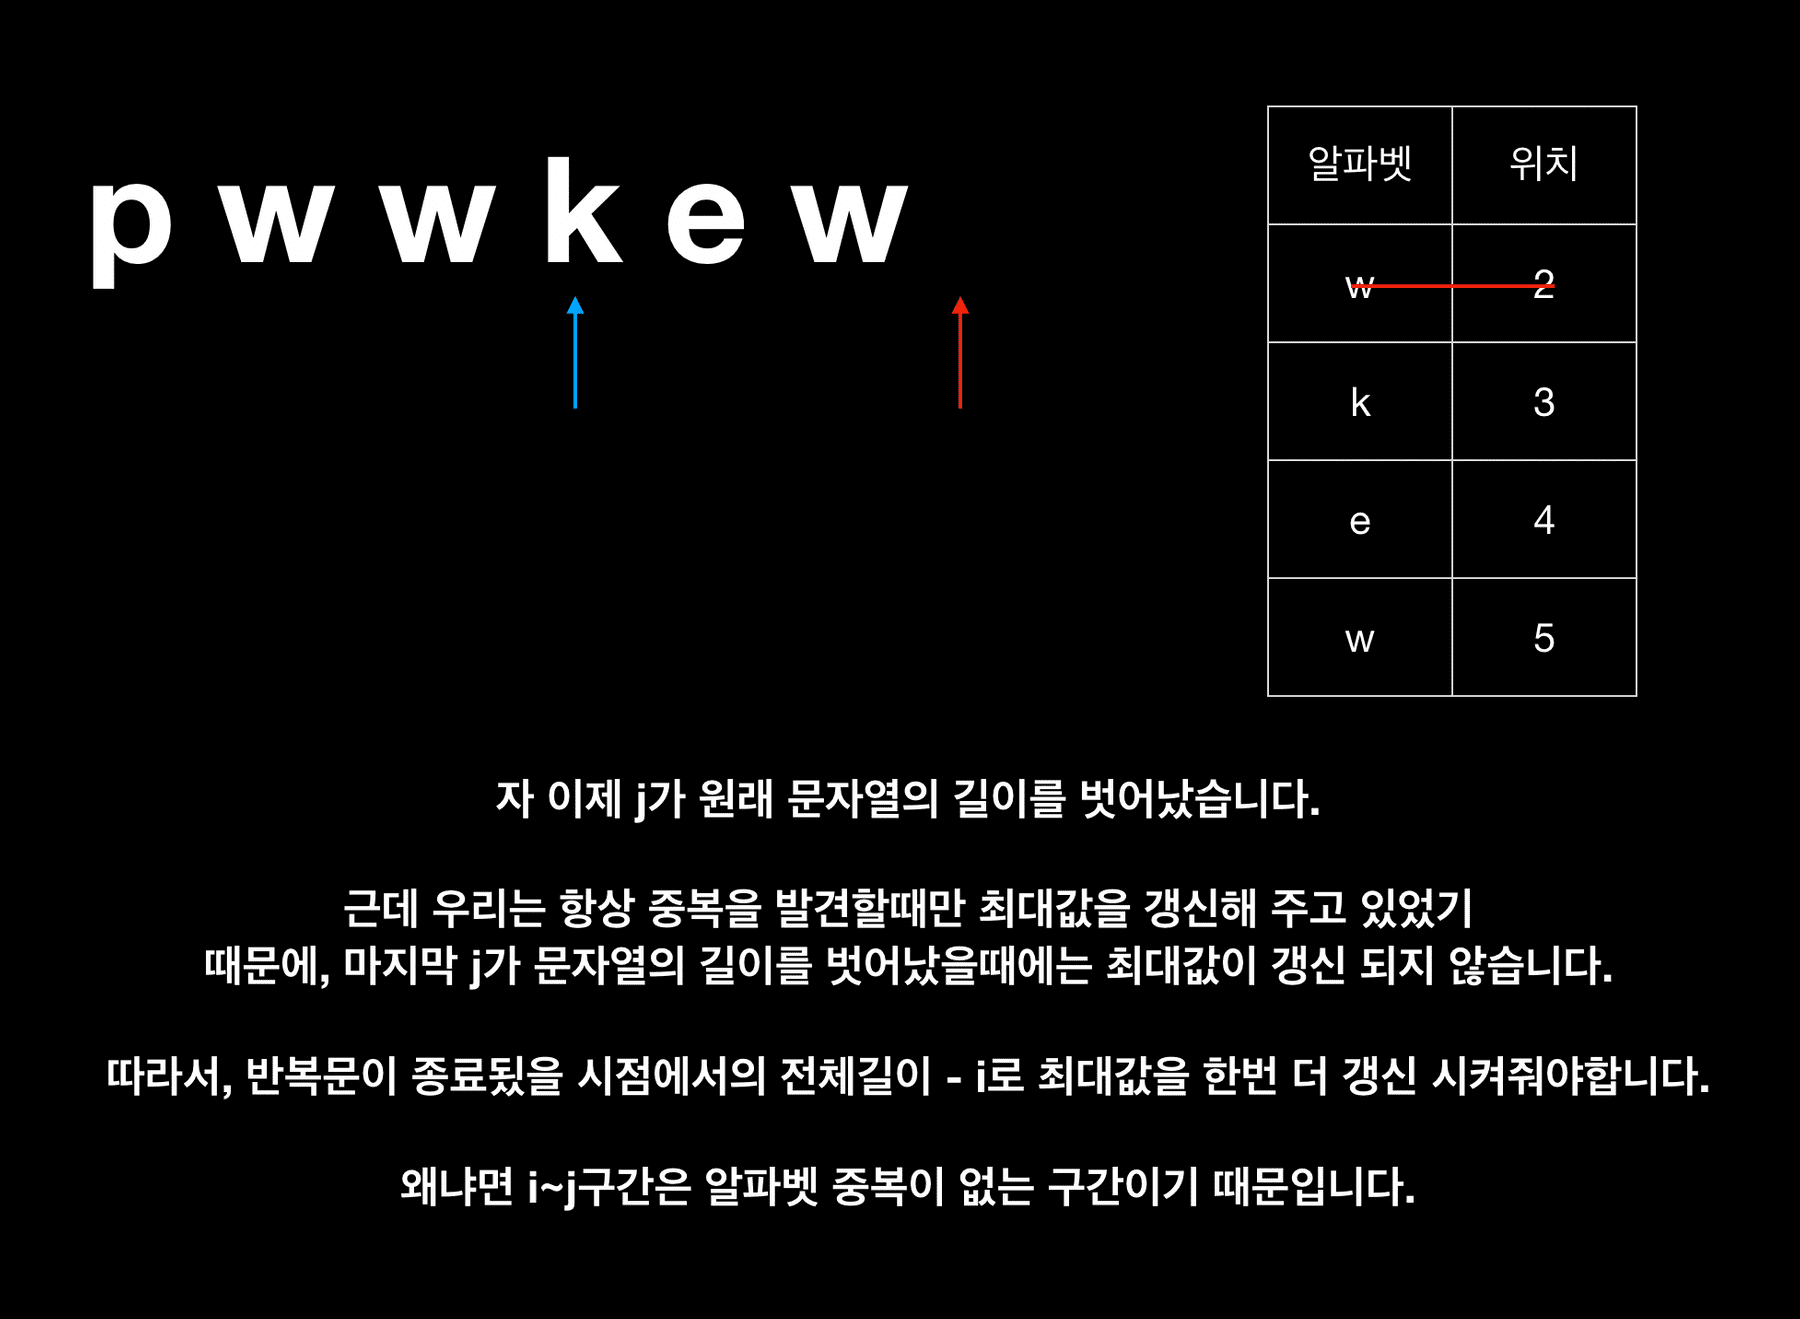 p w w k e w
알파벳 위치
w 2
k 3
e 4
w 5
자 이제 j가 원래 문자열의 길이를 벗어났습니다.
근데 우리는 항상 중복을 발견할때만 최대값을 갱신해 주고 있었기
때문에, 마지막 j가 문자열의 길이를 벗어났을때에는 최대값이 갱신 되지 않습니다.
따라서, 반복문이 종료됬을 시점에서의 전체길이 - i로 최대값을 한번 더 갱신 시켜줘야합니다.
왜냐면 i~j구간은 알파벳 중복이 없는 구간이기 때문입니다.